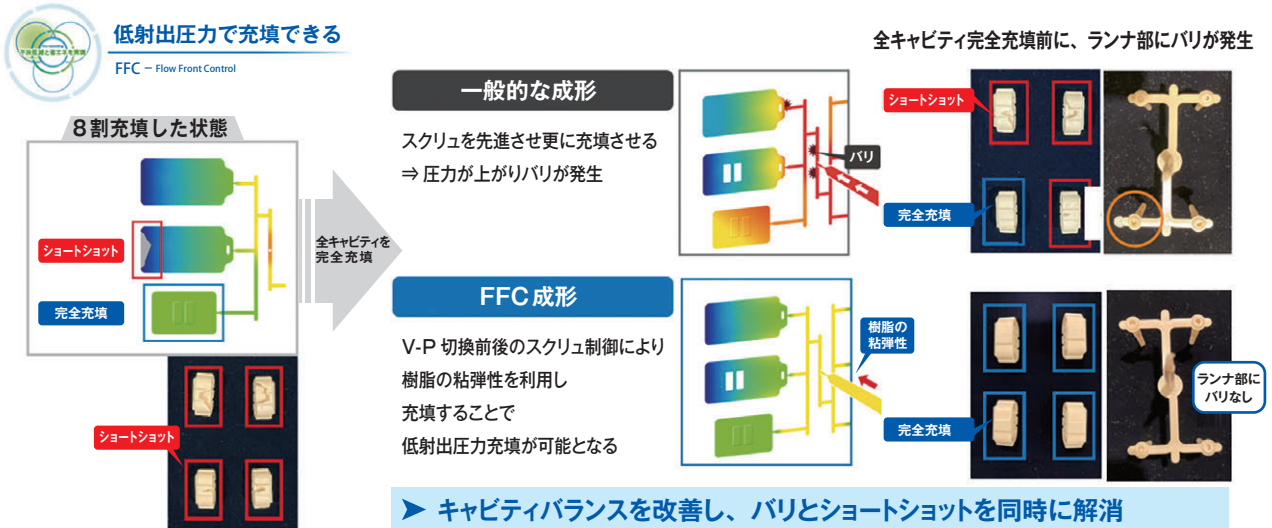 不良低減と省エネを実現
低射出圧力で充填できる
FFC − Flow Front Control
8割充填した状態
ショートショット
完全充填
ショートショット
全キャビティを
完全充填
一般的な成形
スクリュを先進させ更に充填させる
⇒ 圧力が上がりバリが発生
バリ
全キャビティ完全充填前に、ランナ部にバリが発生
ショートショット
完全充填
FFC成形
V-P 切換前後のスクリュ制御により
樹脂の粘弾性を利用し
充填することで
低射出圧力充填が可能となる
樹脂の
粘弾性
完全充填
ランナ部に
バリなし
➤ キャビティバランスを改善し、バリとショートショットを同時に解消